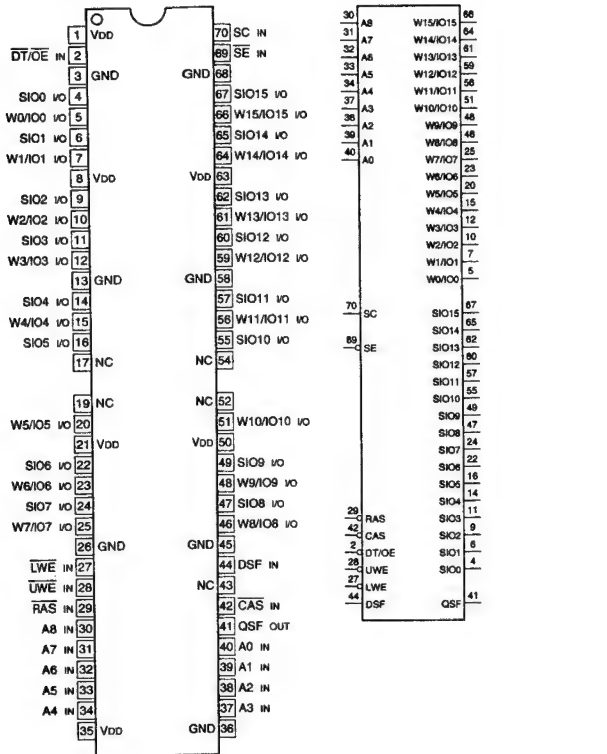 1 VDD
DT/OE IN 2
3 GND
SIO0 I/O 4
W0/IO0 I/O 5
SIO1 I/O 6
W1/IO1 I/O 7
8 VDD
SIO2 I/O 9
W2/IO2 I/O 10
SIO3 I/O 11
W3/IO3 I/O 12
13 GND
SIO4 I/O 14
W4/IO4 I/O 15
SIO5 I/O 16
17 NC
19 NC
W5/IO5 I/O 20
21 VDD
SIO6 I/O 22
W6/IO6 I/O 23
SIO7 I/O 24
W7/IO7 I/O 25
26 GND
LWE IN 27
UWE IN 28
RAS IN 29
A8 IN 30
A7 IN 31
A6 IN 32
A5 IN 33
A4 IN 34
35 VDD
70 SC IN
69 SE IN
GND 68
67 SIO15 I/O
66 W15/IO15 I/O
65 SIO14 I/O
64 W14/IO14 I/O
VDD 63
62 SIO13 I/O
61 W13/IO13 I/O
60 SIO12 I/O
59 W12/IO12 I/O
GND 58
57 SIO11 I/O
56 W11/IO11 I/O
55 SIO10 I/O
NC 54
NC 52
51 W10/IO10 I/O
VDD 50
49 SIO9 I/O
48 W9/IO9 I/O
47 SIO8 I/O
46 W8/IO8 I/O
GND 45
44 DSF IN
NC 43
42 CAS IN
41 QSF OUT
40 A0 IN
39 A1 IN
38 A2 IN
37 A3 IN
GND 36
30 A8
31 A7
32 A6
33 A5
34 A4
37 A3
38 A2
39 A1
40 A0
70 SC
69 SE
29 RAS
42 CAS
2 DT/OE
28 UWE
27 LWE
44 DSF
W15/IO15 66
W14/IO14 64
W13/IO13 61
W12/IO12 59
W11/IO11 56
W10/IO10 51
W9/IO9 48
W8/IO8 46
W7/IO7 25
W6/IO6 23
W5/IO5 20
W4/IO4 15
W3/IO3 12
W2/IO2 10
W1/IO1 7
W0/IO0 5
SIO15 67
SIO14 65
SIO13 62
SIO12 60
SIO11 57
SIO10 55
SIO9 49
SIO8 47
SIO7 24
SIO6 22
SIO5 16
SIO4 14
SIO3 11
SIO2 9
SIO1 6
SIO0 4
QSF 41